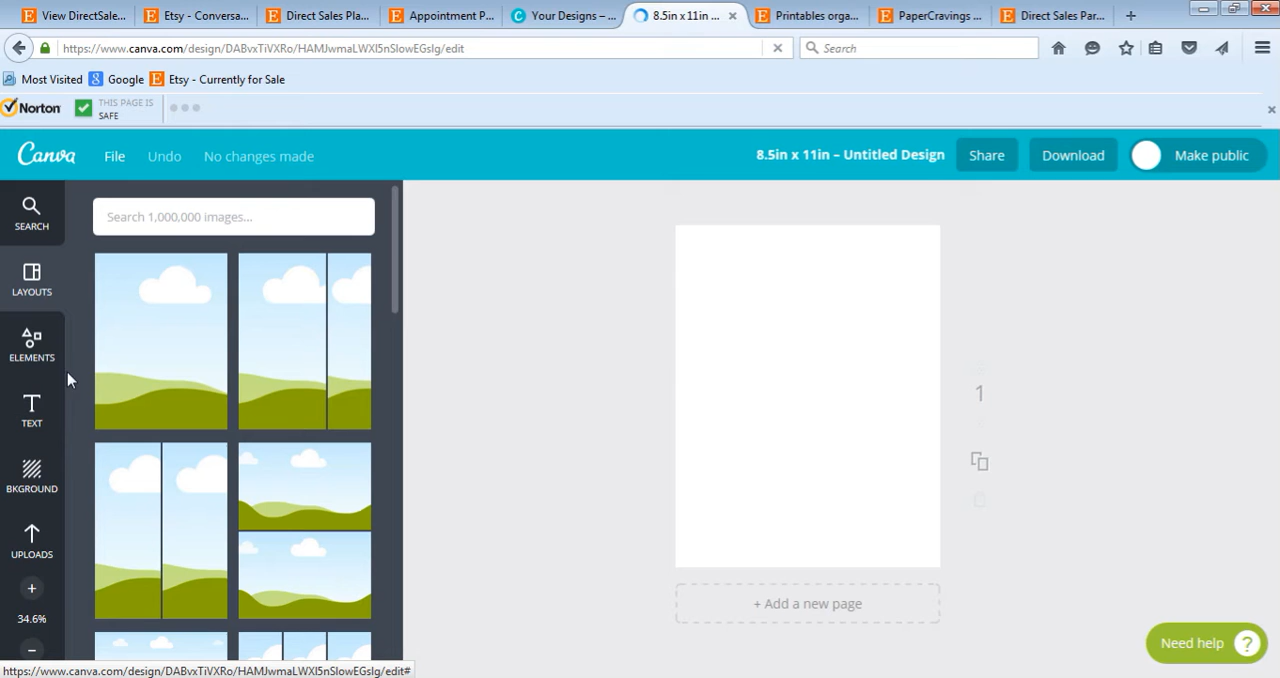 View DirectSale...
Etsy - Conversa...
Direct Sales Pla...
Appointment P...
Your Designs – ...
8.5in x 11in ...
Printables orga...
PaperCravings ...
Direct Sales Par...
https://www.canva.com/design/DABvxTiVXRo/HAMJwmaLWXl5nSlowEGsIg/edit
Search
Most Visited
Google
Etsy - Currently for Sale
Norton
THIS PAGE IS
SAFE
Canva
File
Undo
No changes made
8.5in x 11in – Untitled Design
Share
Download
Make public
SEARCH
Search 1,000,000 images...
LAYOUTS
ELEMENTS
TEXT
BKGROUND
UPLOADS
34.6%
1
+ Add a new page
Need help ?
https://www.canva.com/design/DABvxTiVXRo/HAMJwmaLWXl5nSlowEGsIg/edit#